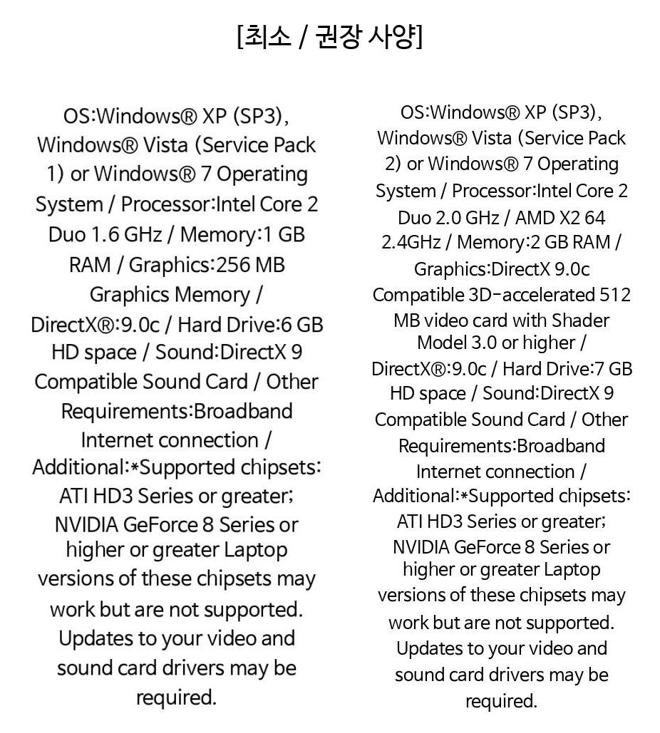 [최소 / 권장 사양]
OS:Windows® XP (SP3),
Windows® Vista (Service Pack
1) or Windows® 7 Operating
System / Processor:Intel Core 2
Duo 1.6 GHz / Memory:1 GB
RAM / Graphics:256 MB
Graphics Memory /
DirectX®:9.0c / Hard Drive:6 GB
HD space / Sound:DirectX 9
Compatible Sound Card / Other
Requirements:Broadband
Internet connection /
Additional:*Supported chipsets:
ATI HD3 Series or greater;
NVIDIA GeForce 8 Series or
higher or greater Laptop
versions of these chipsets may
work but are not supported.
Updates to your video and
sound card drivers may be
required.
OS:Windows® XP (SP3),
Windows® Vista (Service Pack
2) or Windows® 7 Operating
System / Processor:Intel Core 2
Duo 2.0 GHz / AMD X2 64
2.4GHz / Memory:2 GB RAM /
Graphics:DirectX 9.0c
Compatible 3D-accelerated 512
MB video card with Shader
Model 3.0 or higher /
DirectX®:9.0c / Hard Drive:7 GB
HD space / Sound:DirectX 9
Compatible Sound Card / Other
Requirements:Broadband
Internet connection /
Additional:*Supported chipsets:
ATI HD3 Series or greater;
NVIDIA GeForce 8 Series or
higher or greater Laptop
versions of these chipsets may
work but are not supported.
Updates to your video and
sound card drivers may be
required.